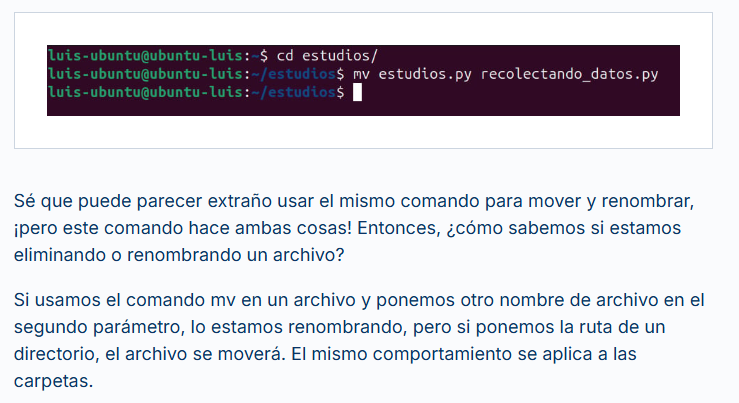 luis-ubuntu@ubuntu-luis:~$ cd estudios/
luis-ubuntu@ubuntu-luis:~/estudios$ mv estudios.py recolectando_datos.py
luis-ubuntu@ubuntu-luis:~/estudios$
Sé que puede parecer extraño usar el mismo comando para mover y renombrar,
¡pero este comando hace ambas cosas! Entonces, ¿cómo sabemos si estamos
eliminando o renombrando un archivo?
Si usamos el comando mv en un archivo y ponemos otro nombre de archivo en el
segundo parámetro, lo estamos renombrando, pero si ponemos la ruta de un
directorio, el archivo se moverá. El mismo comportamiento se aplica a las
carpetas.